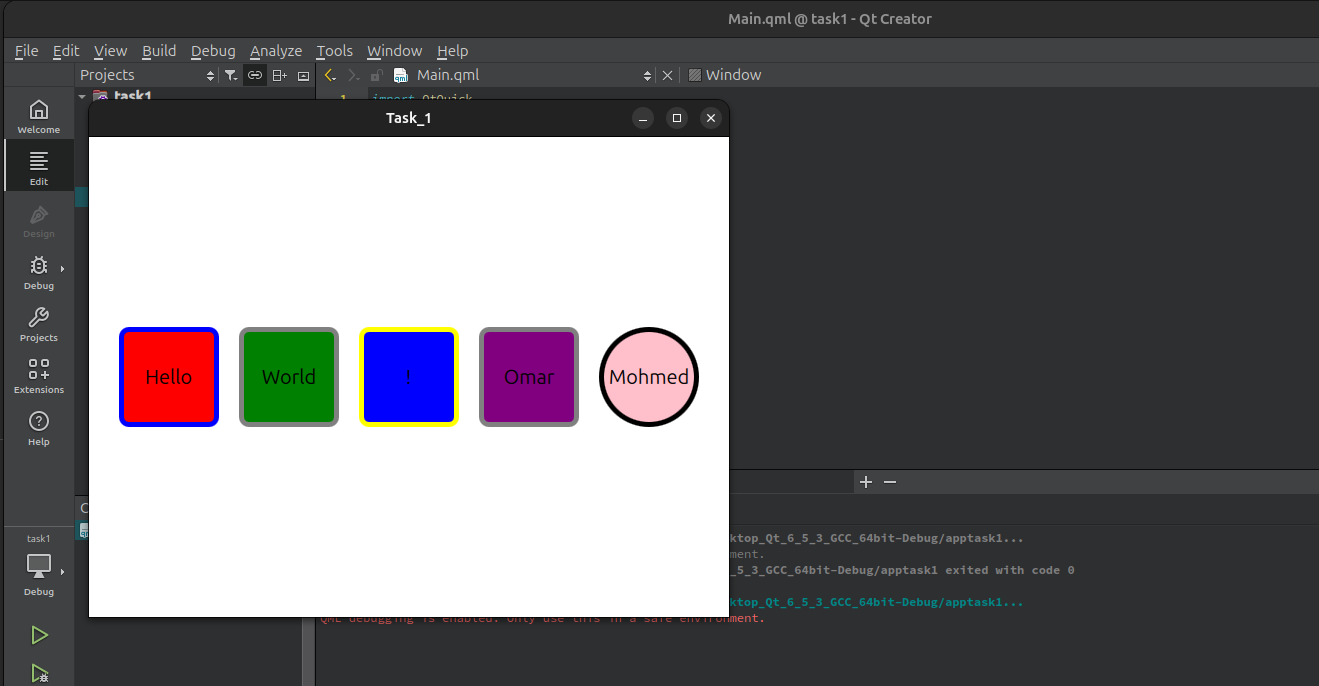 Main.qml @ task1 - Qt Creator
File Edit View Build Debug Analyze Tools Window Help
Projects Main.qml Window
task1
1 import QtQuick
Welcome
Edit
Design
Debug
Projects
Extensions
Help
task1
Debug
Task_1
Hello World ! Omar Mohmed
ktop_Qt_6_5_3_GCC_64bit-Debug/apptask1...
ment.
_5_3_GCC_64bit-Debug/apptask1 exited with code 0
ktop_Qt_6_5_3_GCC_64bit-Debug/apptask1...
QML debugging is enabled. Only use this in a safe environment.